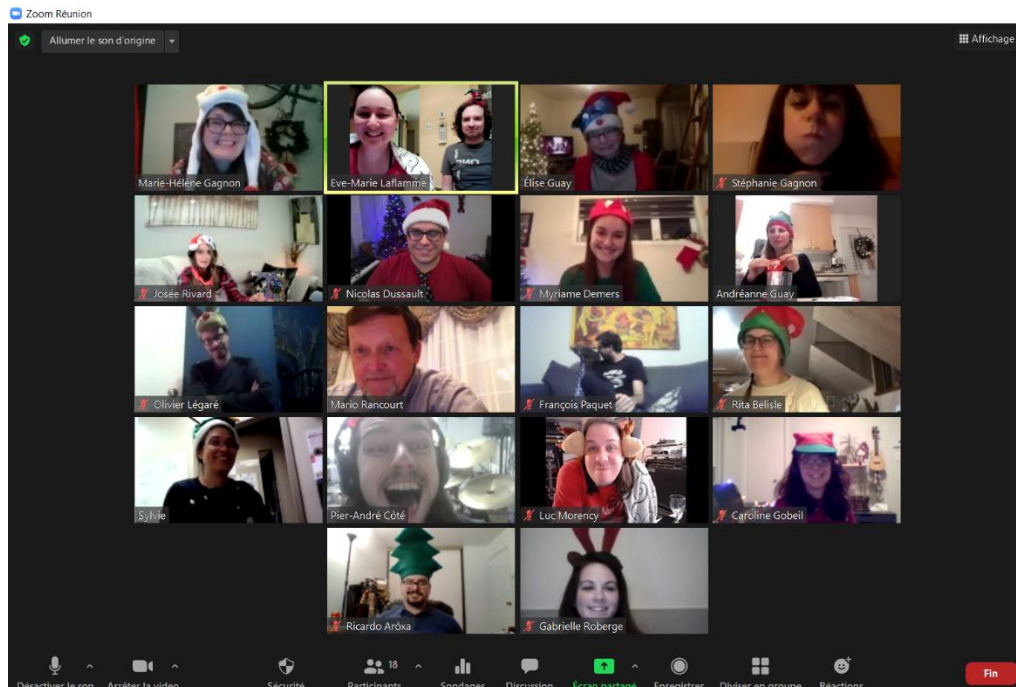 Zoom Réunion
Allumer le son d'origine
Affichage
Marie-Hélène Gagnon
Eve-Marie Laflamme
Élise Guay
Stéphanie Gagnon
Josée Rivard
Nicolas Dussault
Myriame Demers
Andréanne Guay
Olivier Légaré
Mario Rancourt
François Paquet
Rita Bélisle
Sylvie
Pier-André Côté
Luc Morency
Caroline Gobeil
Ricardo Arôxa
Gabrielle Roberge
18
Désactiver le son
Arrêter la video
Sécurité
Participants
Sondages
Discussion
Écran partagé
Enregistrer
Diviser en groupe
Réactions
Fin